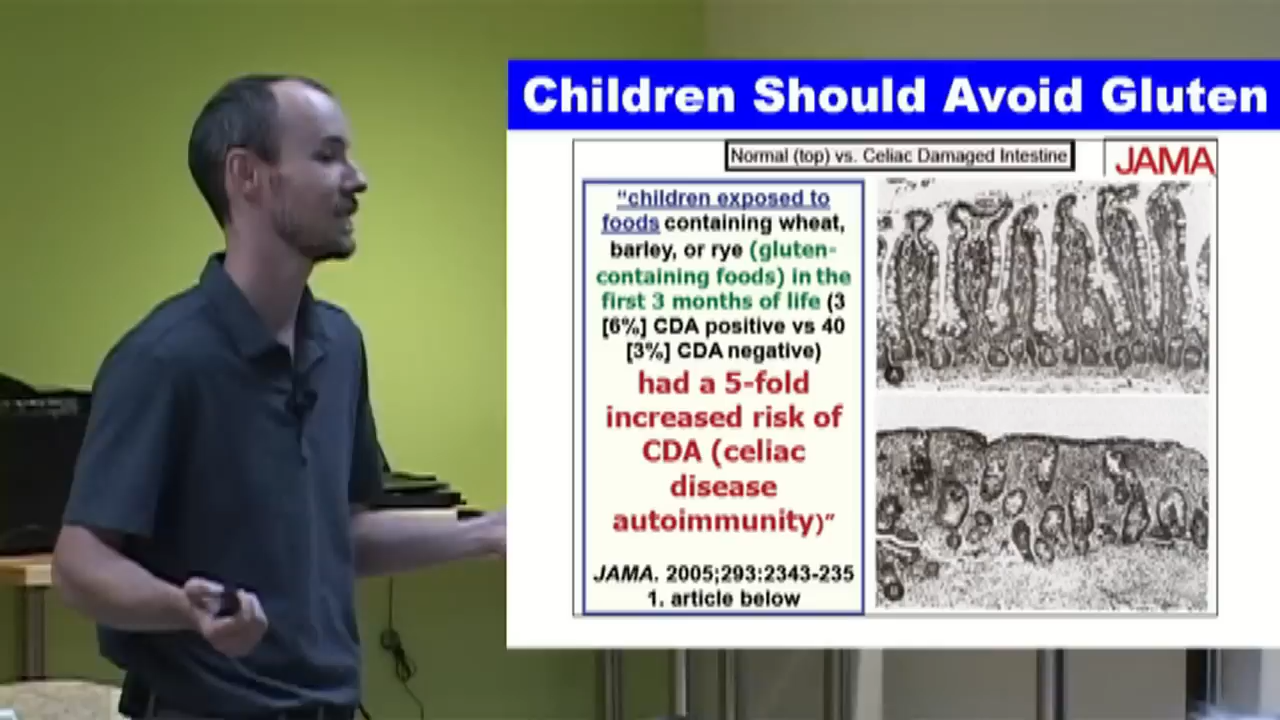 Children Should Avoid Gluten
Normal (top) vs. Celiac Damaged Intestine
JAMA
“children exposed to
foods containing wheat,
barley, or rye (gluten-
containing foods) in the
first 3 months of life (3
[6%] CDA positive vs 40
[3%] CDA negative)
had a 5-fold
increased risk of
CDA (celiac
disease
autoimmunity)”
JAMA. 2005;293:2343-235
1. article below
A
B